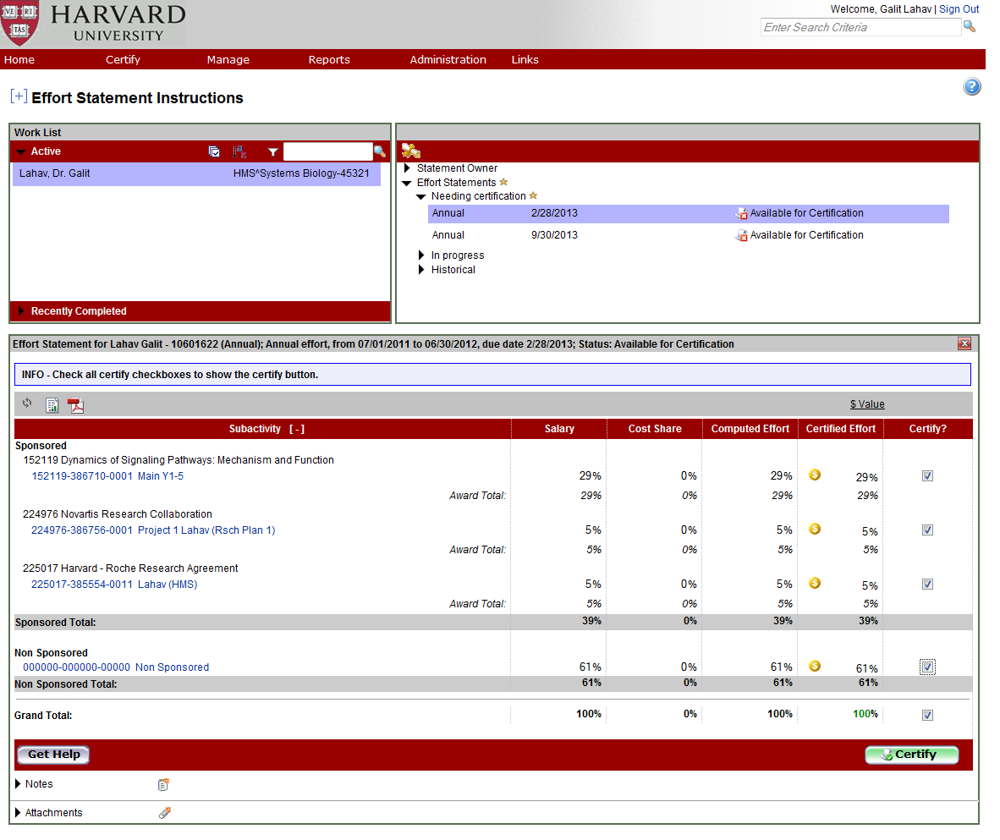 VE RI TAS
HARVARD
UNIVERSITY
Welcome, Galit Lahav | Sign Out
Enter Search Criteria
Home Certify Manage Reports Administration Links
[+] Effort Statement Instructions
?
Work List
Active
Lahav, Dr. Galit HMS^Systems Biology-45321
Recently Completed
Statement Owner
Effort Statements
Needing certification
Annual 2/28/2013 Available for Certification
Annual 9/30/2013 Available for Certification
In progress
Historical
Effort Statement for Lahav Galit - 10601622 (Annual); Annual effort, from 07/01/2011 to 06/30/2012, due date 2/28/2013; Status: Available for Certification
INFO - Check all certify checkboxes to show the certify button.
$ Value
Subactivity [ - ] Salary Cost Share Computed Effort Certified Effort Certify?
Sponsored
152119 Dynamics of Signaling Pathways: Mechanism and Function
152119-386710-0001 Main Y1-5 29% 0% 29% $ 29%
Award Total: 29% 0% 29% 29%
224976 Novartis Research Collaboration
224976-386756-0001 Project 1 Lahav (Rsch Plan 1) 5% 0% 5% $ 5%
Award Total: 5% 0% 5% 5%
225017 Harvard - Roche Research Agreement
225017-385554-0011 Lahav (HMS) 5% 0% 5% $ 5%
Award Total: 5% 0% 5% 5%
Sponsored Total: 39% 0% 39% 39%
Non Sponsored
000000-000000-00000 Non Sponsored 61% 0% 61% $ 61%
Non Sponsored Total: 61% 0% 61% 61%
Grand Total: 100% 0% 100% 100%
Get Help Certify
Notes
Attachments